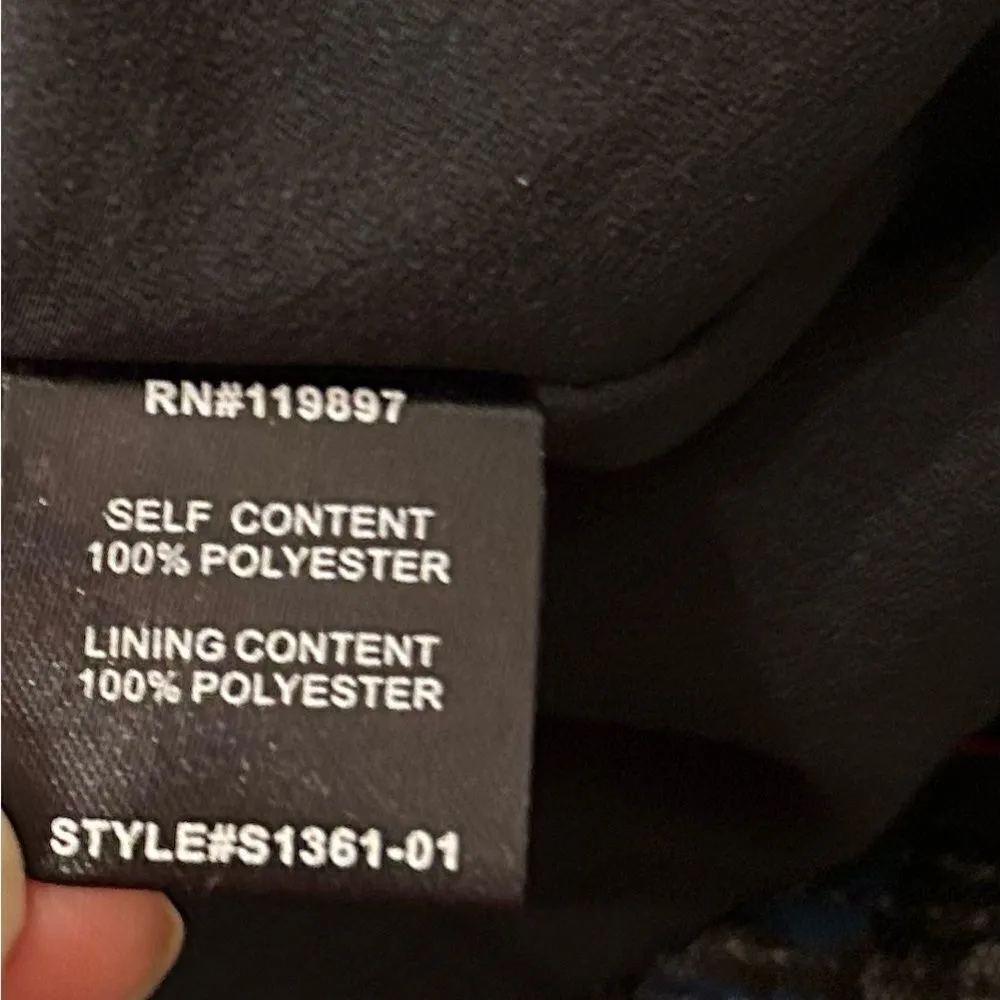 RN#119897
SELF CONTENT
100% POLYESTER
LINING CONTENT
100% POLYESTER
STYLE#S1361-01